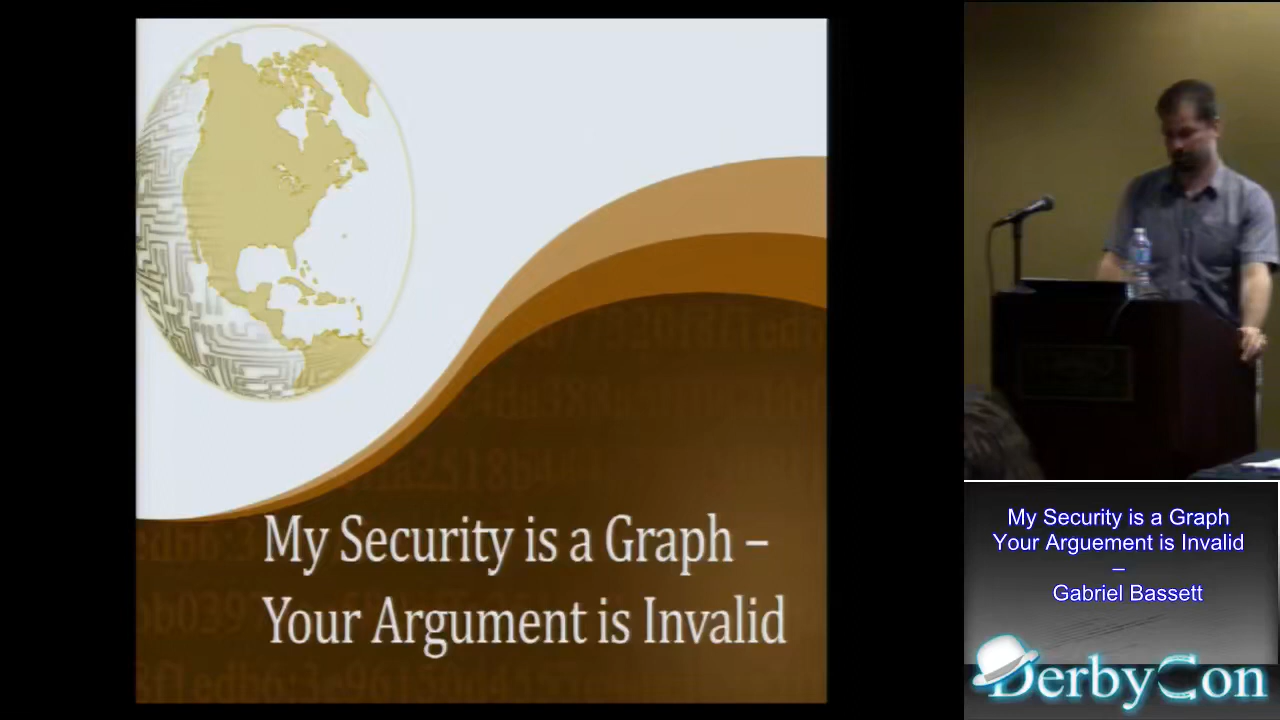 My Security is a Graph –
Your Argument is Invalid
My Security is a Graph
Your Arguement is Invalid
–
Gabriel Bassett
DerbyCon